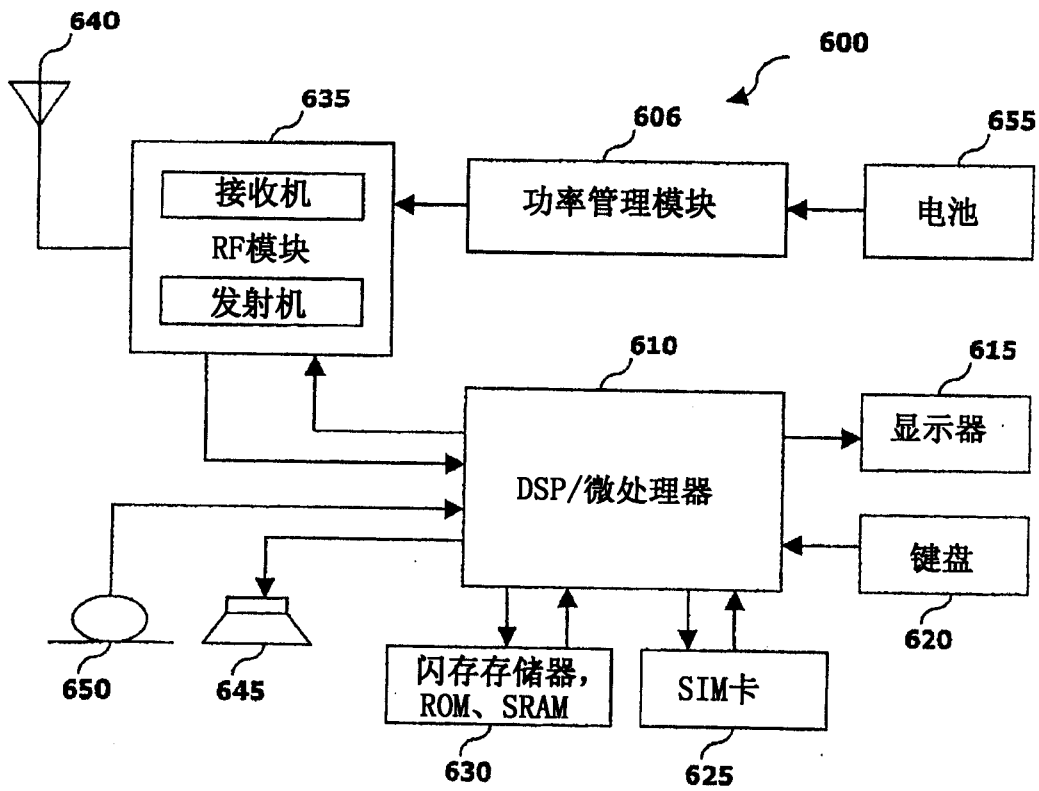 640
600
635
606
655
接收机
RF模块
发射机
功率管理模块
电池
610
615
显示器
DSP/微处理器
键盘
620
650
645
闪存存储器，
ROM、SRAM
630
SIM卡
625